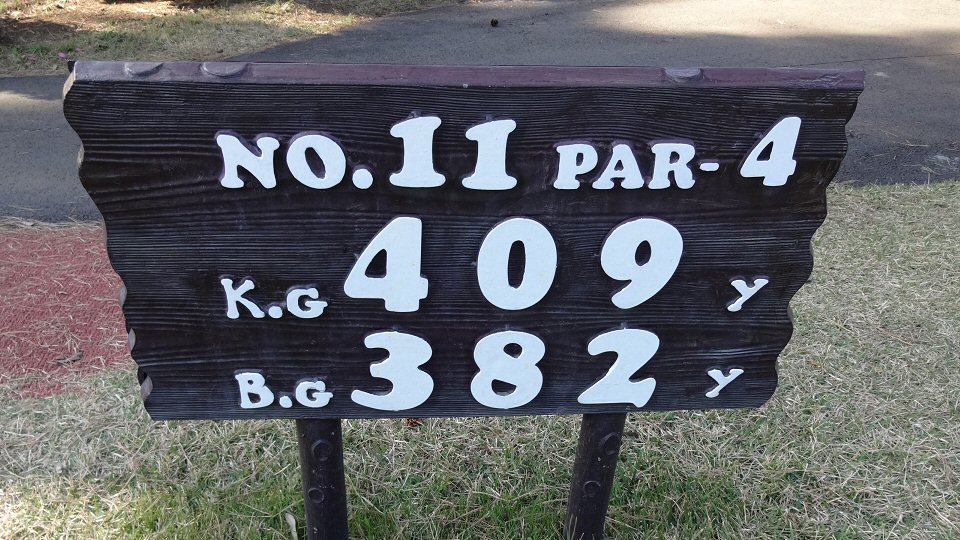 NO. 11 PAR- 4
K.G 409 Y
B.G 382 Y